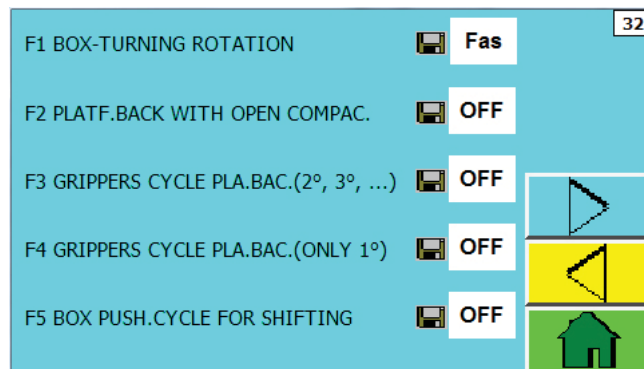 32
F1 BOX-TURNING ROTATION Fas
F2 PLATF.BACK WITH OPEN COMPAC. OFF
F3 GRIPPERS CYCLE PLA.BAC.(2°, 3°, ...) OFF
F4 GRIPPERS CYCLE PLA.BAC.(ONLY 1°) OFF
F5 BOX PUSH.CYCLE FOR SHIFTING OFF